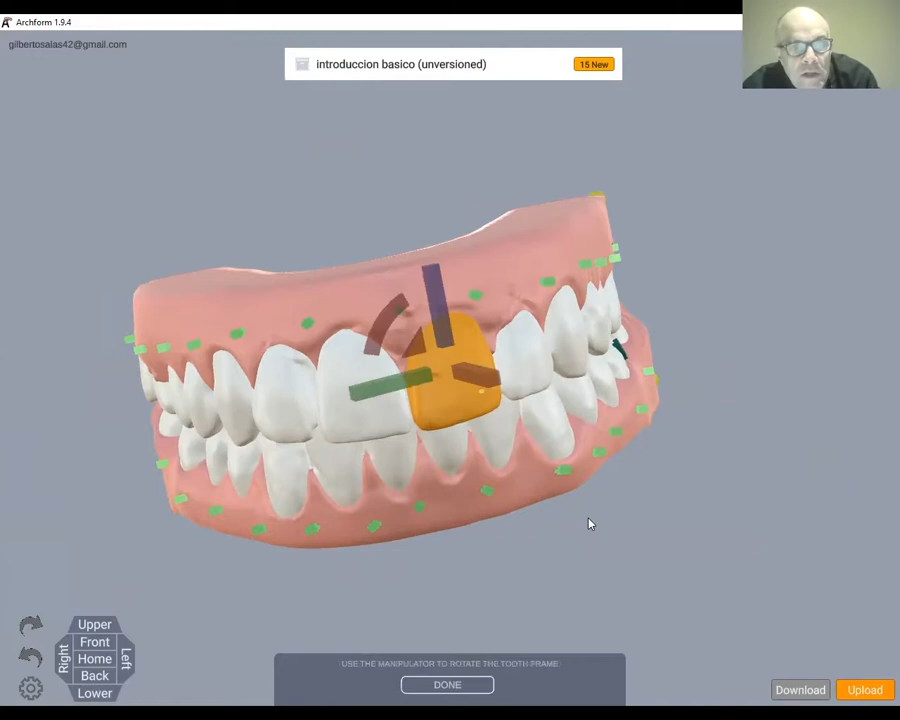 Archform 1.9.4
gilbertosalas42@gmail.com
introduccion basico (unversioned)
15 New
Upper
Front
Right
Home
Left
Back
Lower
USE THE MANIPULATOR TO ROTATE THE TOOTH FRAME.
DONE
Download
Upload